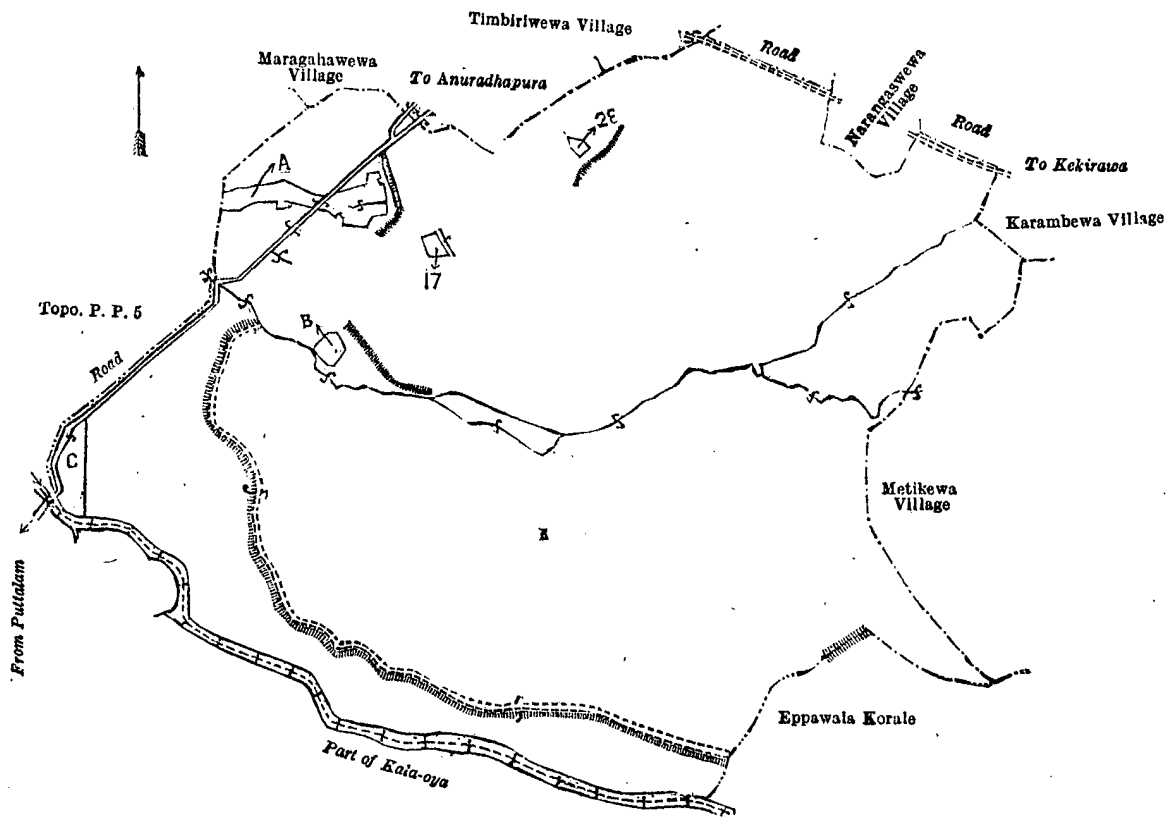 Timbiriwewa Village
Road
Maragahawewa
Village
To Anuradhapura
Narangaswewa
Village
2E
Road
To Kekirawa
A
Karambewa Village
17
Topo. P. P. 5
B
Road
C
Metikewa
Village
From Puttalam
Eppawala Korale
Part of Kala-oya